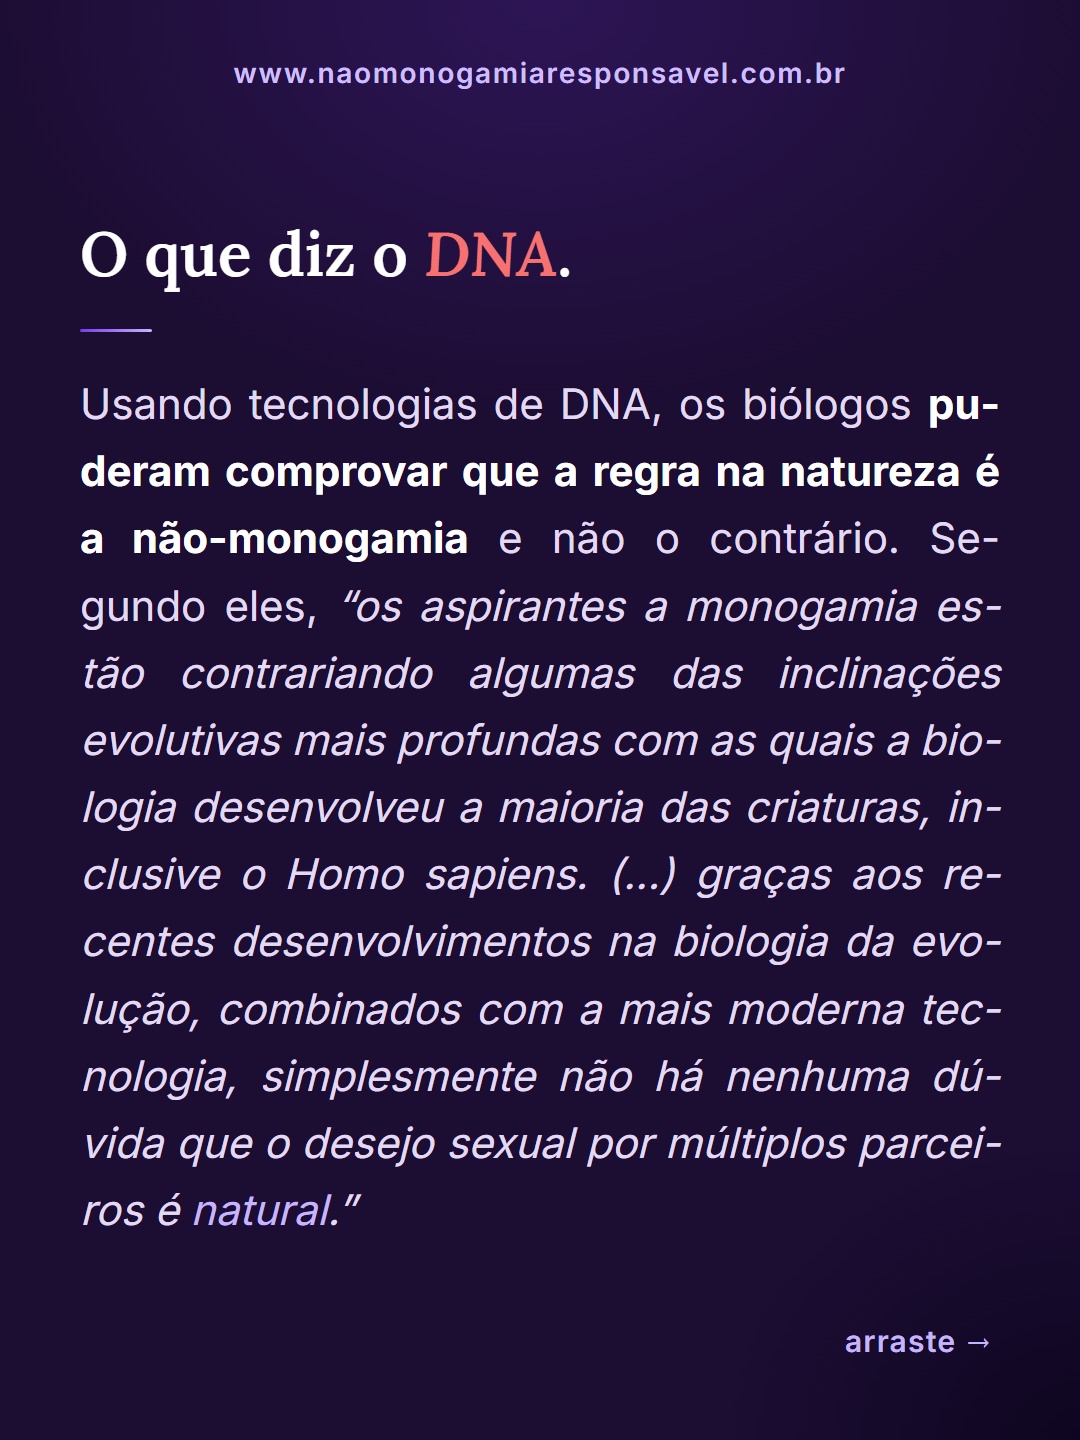 www.naomonogamiaresponsavel.com.br
O que diz o DNA.
Usando tecnologias de DNA, os biólogos pu-
deram comprovar que a regra na natureza é
a não-monogamia e não o contrário. Se-
gundo eles, “os aspirantes a monogamia es-
tão contrariando algumas das inclinações
evolutivas mais profundas com as quais a bio-
logia desenvolveu a maioria das criaturas, in-
clusive o Homo sapiens. (...) graças aos re-
centes desenvolvimentos na biologia da evo-
lução, combinados com a mais moderna tec-
nologia, simplesmente não há nenhuma dú-
vida que o desejo sexual por múltiplos parcei-
ros é natural.”
arraste →